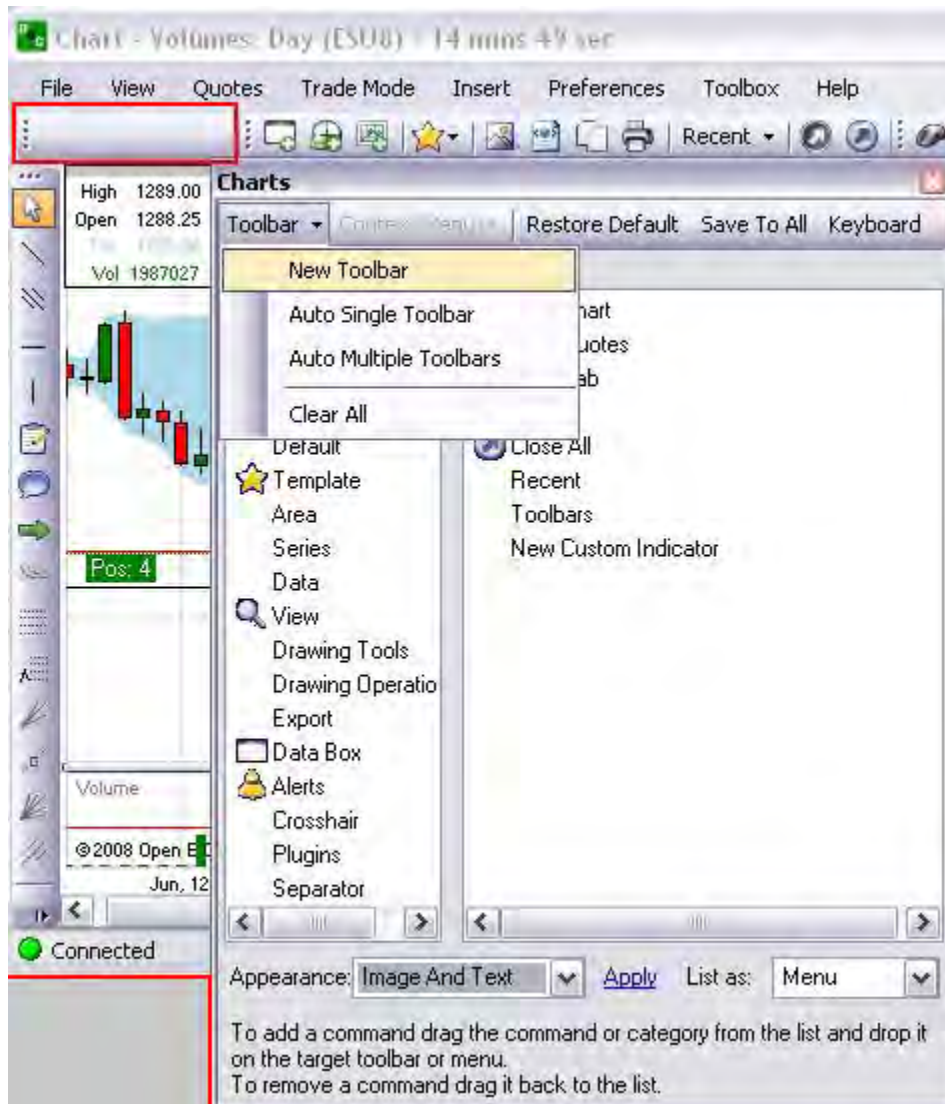 Chart - Volumes: Day (ESU8) - 14 mins 49 sec
File View Quotes Trade Mode Insert Preferences Toolbox Help
Recent
High 1289.00
Open 1288.25
Vol 1987027
Charts
Toolbar Restore Default Save To All Keyboard
New Toolbar
Auto Single Toolbar
Auto Multiple Toolbars
Clear All
Default
Template
Area
Series
Data
View
Drawing Tools
Drawing Operatio
Export
Data Box
Alerts
Crosshair
Plugins
Separator
hart
uotes
ab
Close All
Recent
Toolbars
New Custom Indicator
Pos: 4
Volume
©2008 Open E
Jun, 12
Connected
Appearance: Image And Text Apply List as: Menu
To add a command drag the command or category from the list and drop it
on the target toolbar or menu.
To remove a command drag it back to the list.